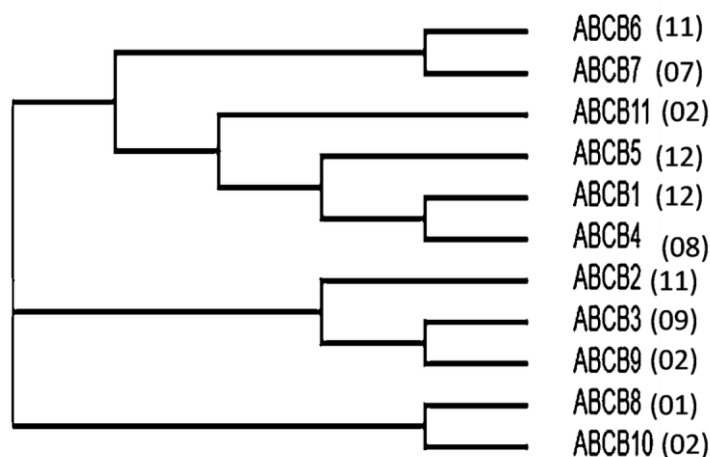 ABCB6 (11)
ABCB7 (07)
ABCB11 (02)
ABCB5 (12)
ABCB1 (12)
ABCB4 (08)
ABCB2 (11)
ABCB3 (09)
ABCB9 (02)
ABCB8 (01)
ABCB10 (02)